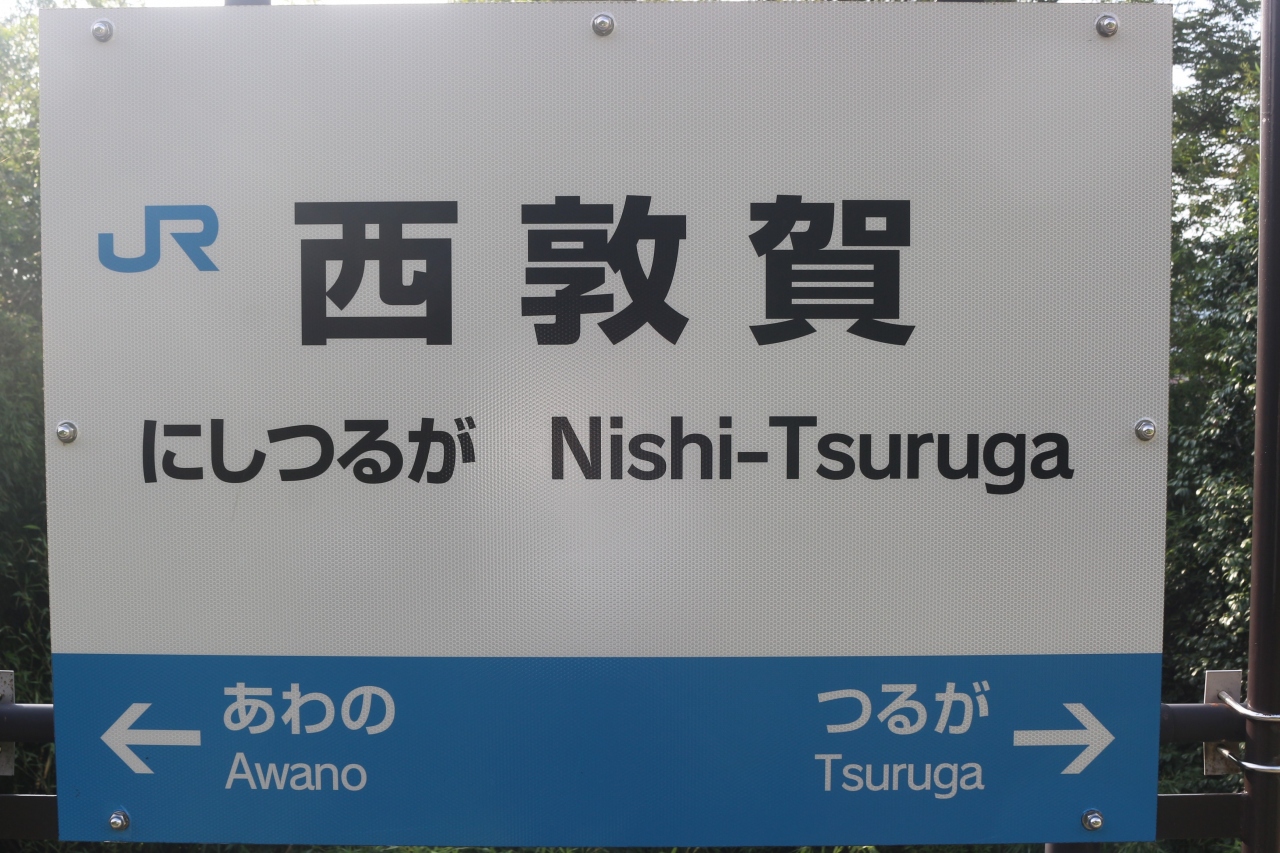 JR 西敦賀
にしつるが Nishi-Tsuruga
← あわの つるが →
Awano Tsuruga